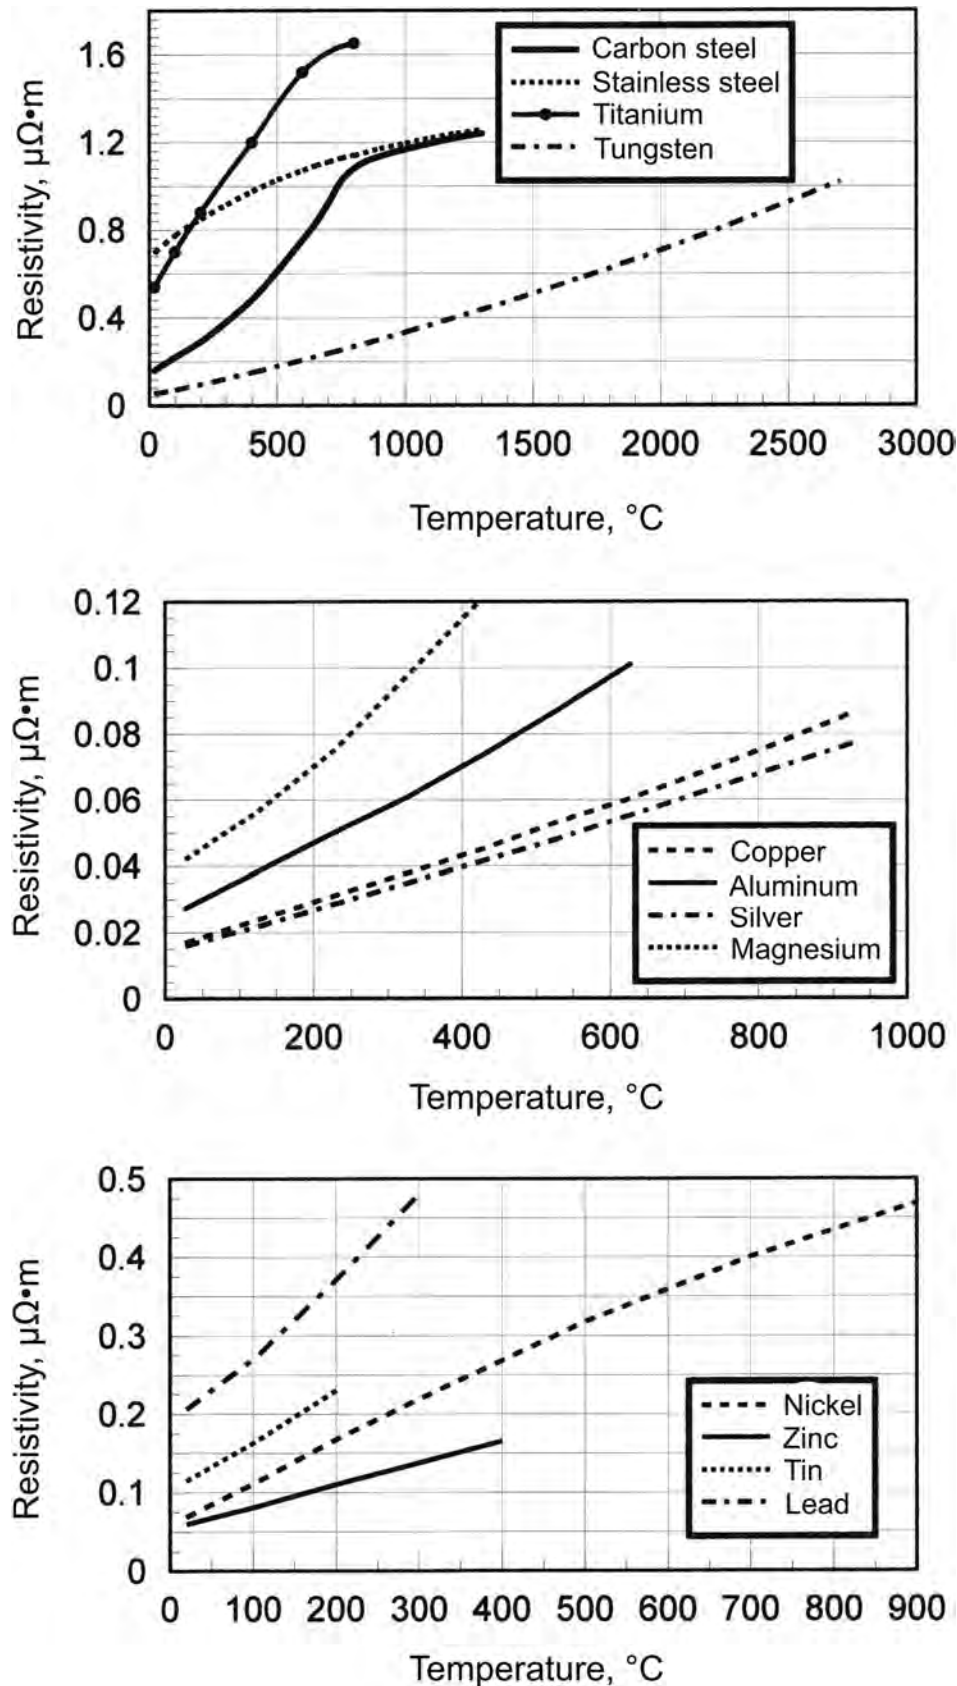 Resistivity, μΩ•m
1.6
1.2
0.8
0.4
0
Carbon steel
Stainless steel
Titanium
Tungsten
0 500 1000 1500 2000 2500 3000
Temperature, °C
Resistivity, μΩ•m
0.12
0.1
0.08
0.06
0.04
0.02
0
Copper
Aluminum
Silver
Magnesium
0 200 400 600 800 1000
Temperature, °C
Resistivity, μΩ•m
0.5
0.4
0.3
0.2
0.1
0
Nickel
Zinc
Tin
Lead
0 100 200 300 400 500 600 700 800 900
Temperature, °C